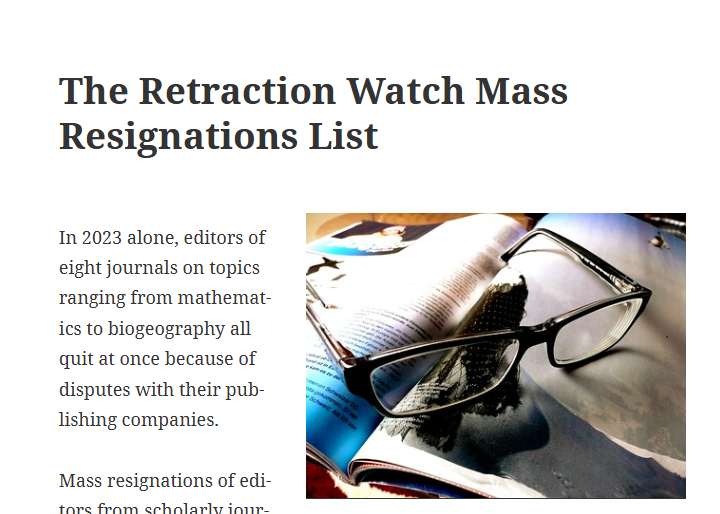 The Retraction Watch Mass
Resignations List
In 2023 alone, editors of
eight journals on topics
ranging from mathemat-
ics to biogeography all
quit at once because of
disputes with their pub-
lishing companies.
Mass resignations of edi-
tors from scholarly jour-